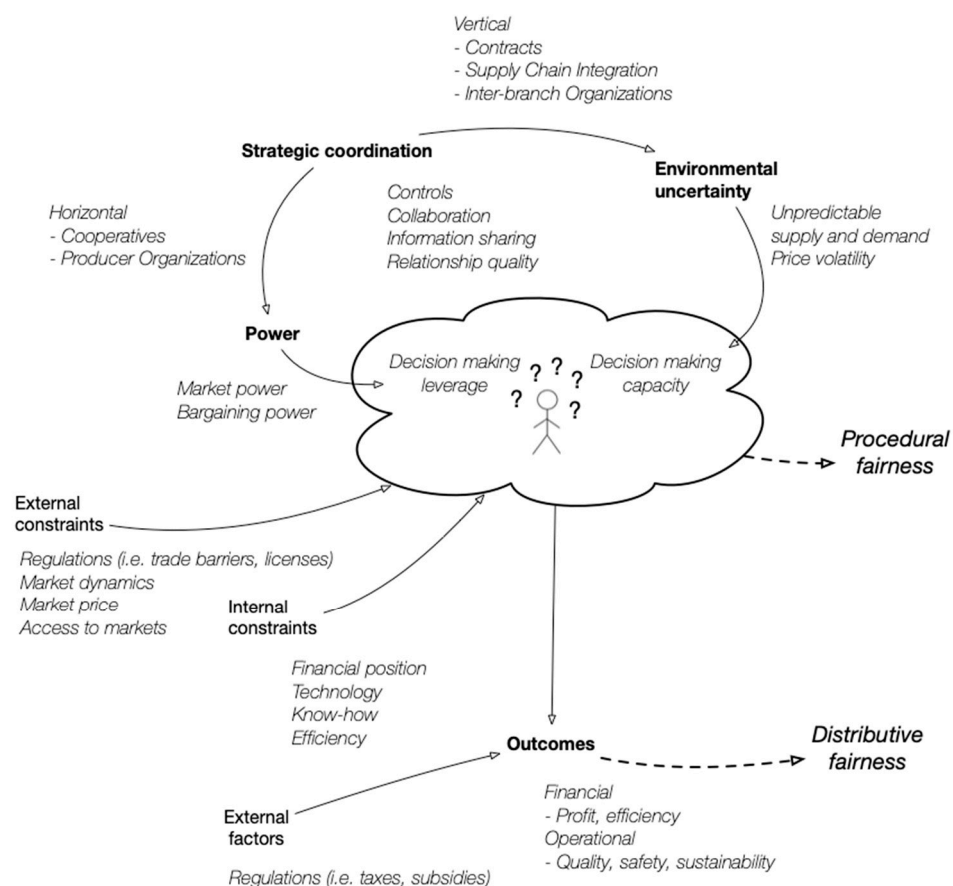 Vertical
- Contracts
- Supply Chain Integration
- Inter-branch Organizations
Strategic coordination
Environmental
uncertainty
Horizontal
- Cooperatives
- Producer Organizations
Controls
Collaboration
Information sharing
Relationship quality
Unpredictable
supply and demand
Price volatility
Power
Market power
Bargaining power
Decision making
leverage
? ? ? ? ?
Decision making
capacity
Procedural
fairness
External
constraints
Regulations (i.e. trade barriers, licenses)
Market dynamics
Market price
Access to markets
Internal
constraints
Financial position
Technology
Know-how
Efficiency
Outcomes
Distributive
fairness
Financial
- Profit, efficiency
Operational
- Quality, safety, sustainability
External
factors
Regulations (i.e. taxes, subsidies)